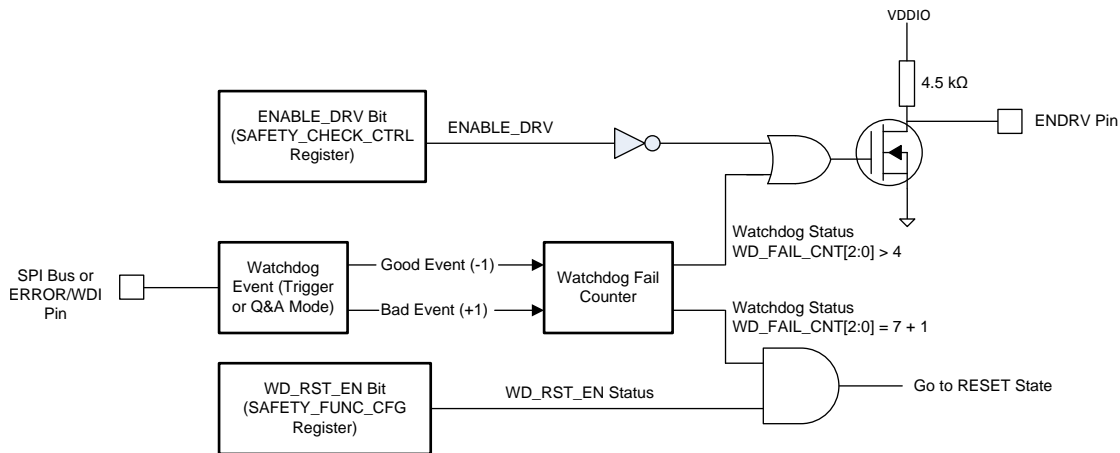 VDDIO
4.5 kΩ
ENDRV Pin
ENABLE_DRV Bit
(SAFETY_CHECK_CTRL
Register)
ENABLE_DRV
Watchdog Status
WD_FAIL_CNT[2:0] > 4
SPI Bus or
ERROR/WDI
Pin
Watchdog
Event (Trigger
or Q&A Mode)
Good Event (-1)
Bad Event (+1)
Watchdog Fail
Counter
Watchdog Status
WD_FAIL_CNT[2:0] = 7 + 1
WD_RST_EN Bit
(SAFETY_FUNC_CFG
Register)
WD_RST_EN Status
Go to RESET State